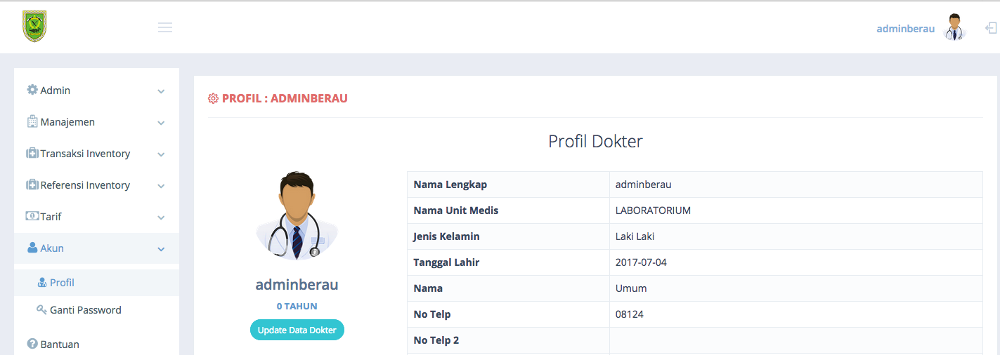 adminberau
Admin
Manajemen
Transaksi Inventory
Referensi Inventory
Tarif
Akun
Profil
Ganti Password
Bantuan
PROFIL : ADMINBERAU
Profil Dokter
adminberau
0 TAHUN
Update Data Dokter
Nama Lengkap adminberau
Nama Unit Medis LABORATORIUM
Jenis Kelamin Laki Laki
Tanggal Lahir 2017-07-04
Nama Umum
No Telp 08124
No Telp 2